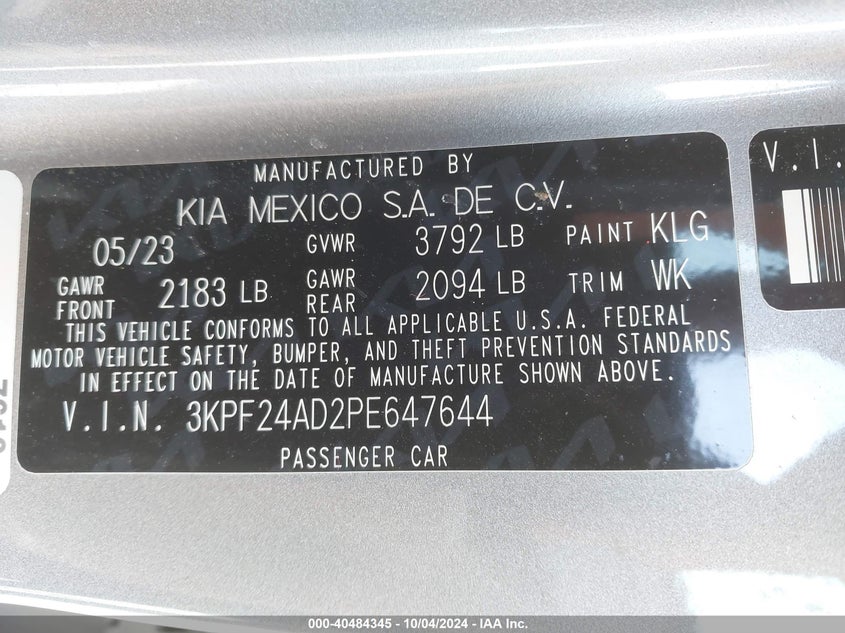 MANUFACTURED BY
KIA MEXICO S.A. DE C.V.
05/23 GVWR 3792 LB PAINT KLG
GAWR FRONT 2183 LB GAWR REAR 2094 LB TRIM WK
THIS VEHICLE CONFORMS TO ALL APPLICABLE U.S.A. FEDERAL
MOTOR VEHICLE SAFETY, BUMPER, AND THEFT PREVENTION STANDARDS
IN EFFECT ON THE DATE OF MANUFACTURE SHOWN ABOVE.
V.I.N. 3KPF24AD2PE647644
PASSENGER CAR
V.I.
000-40484345 - 10/04/2024 - IAA Inc.